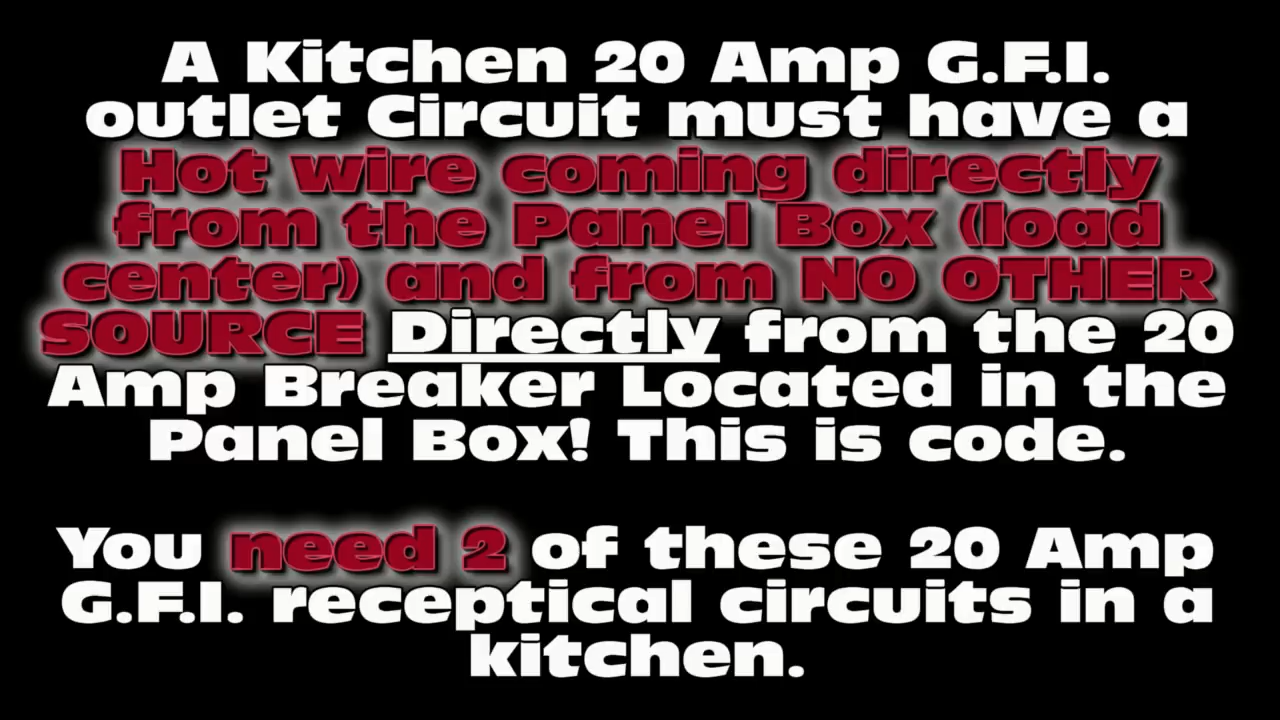 A Kitchen 20 Amp G.F.I.
outlet Circuit must have a
Hot wire coming directly
from the Panel Box (load
center) and from NO OTHER
SOURCE Directly from the 20
Amp Breaker Located in the
Panel Box! This is code.
You need 2 of these 20 Amp
G.F.I. receptical circuits in a
kitchen.